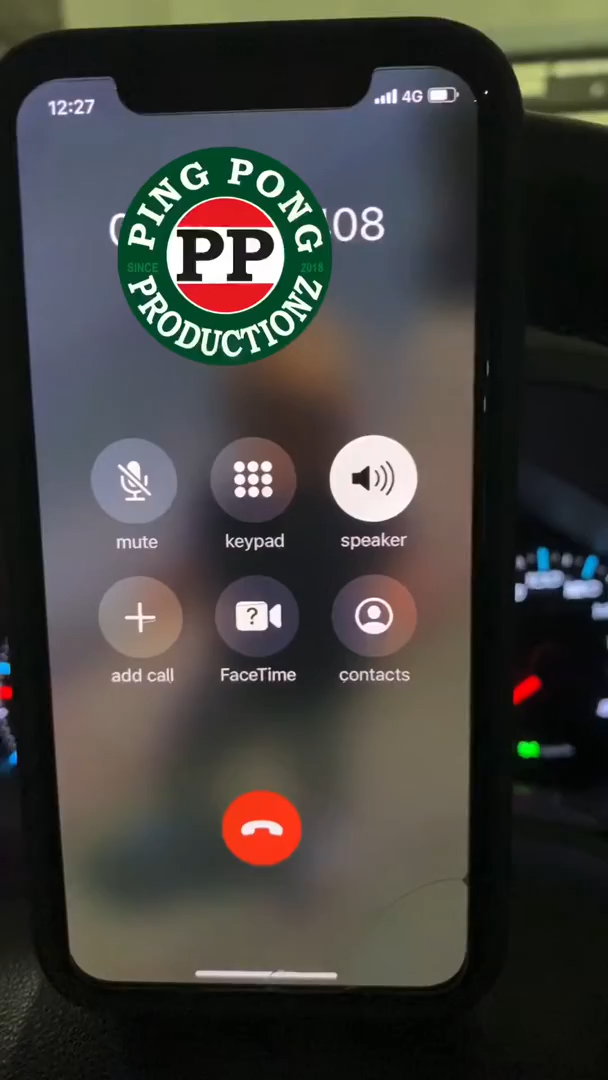 12:27
4G
08
PING PONG
PP
SINCE 2018
PRODUCTIONZ
mute
keypad
speaker
add call
FaceTime
contacts